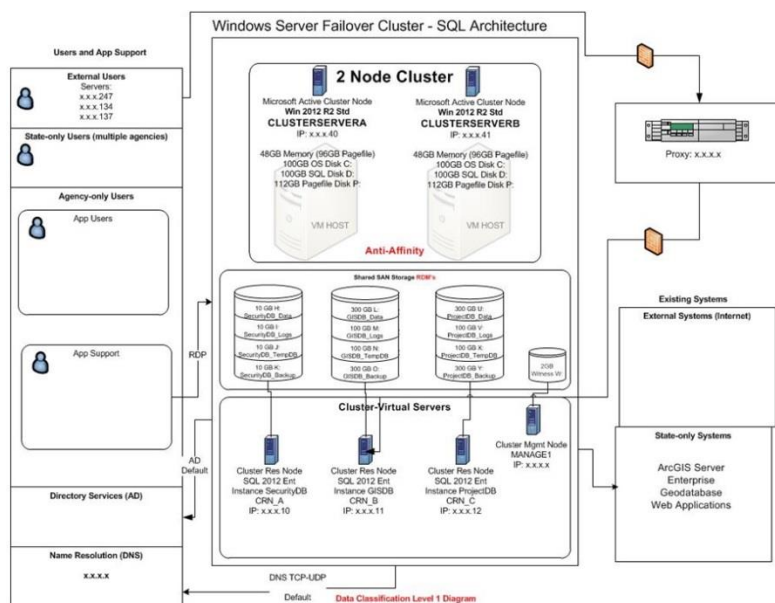 Windows Server Failover Cluster - SQL Architecture
Users and App Support
External Users
Servers:
x.x.x.247
x.x.x.134
x.x.x.137
State-only Users (multiple agencies)
Agency-only Users
App Users
App Support
Directory Services (AD)
Name Resolution (DNS)
x.x.x.x
RDP
AD
Default
DNS TCP-UDP
Default
2 Node Cluster
Microsoft Active Cluster Node
Win 2012 R2 Std
CLUSTERSERVERA
IP: x.x.x.40
48GB Memory (96GB Pagefile)
100GB OS Disk C:
100GB SQL Disk D:
112GB Pagefile Disk P:
VM HOST
Microsoft Active Cluster Node
Win 2012 R2 Std
CLUSTERSERVERB
IP: x.x.x.41
48GB Memory (96GB Pagefile)
100GB OS Disk C:
100GB SQL Disk D:
112GB Pagefile Disk P:
VM HOST
Anti-Affinity
Shared SAN Storage RDM's
10 GB H:
SecurityDB_Data
10 GB I:
SecurityDB_Logs
10 GB J:
SecurityDB_TempDB
10 GB K:
SecurityDB_Backup
300 GB L:
GISDB_Data
100 GB M:
GISDB_Logs
100 GB N:
GISDB_TempDB
300 GB O:
GISDB_Backup
300 GB U:
ProjectDB_Data
100 GB V:
ProjectDB_Logs
100 GB X:
ProjectDB_TempDB
300 GB Y:
ProjectDB_Backup
2GB
Witness W:
Cluster-Virtual Servers
Cluster Res Node
SQL 2012 Ent
Instance SecurityDB
CRN_A
IP: x.x.x.10
Cluster Res Node
SQL 2012 Ent
Instance GISDB
CRN_B
IP: x.x.x.11
Cluster Res Node
SQL 2012 Ent
Instance ProjectDB
CRN_C
IP: x.x.x.12
Cluster Mgmt Node
MANAGE1
IP: x.x.x.x
Data Classification Level 1 Diagram
Proxy: x.x.x.x
Existing Systems
External Systems (Internet)
State-only Systems
ArcGIS Server
Enterprise
Geodatabase
Web Applications